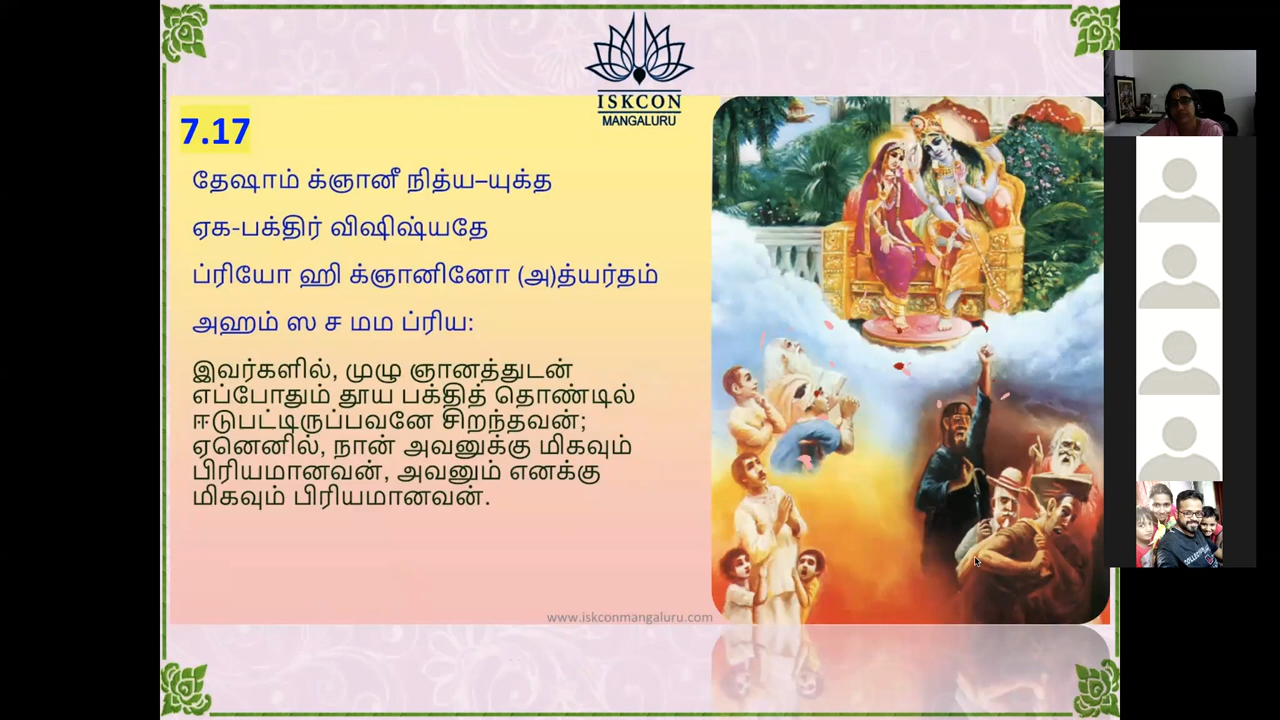 ISKCON
MANGALURU
7.17
தேஷாம் க்ஞானீ நித்ய–யுக்த
ஏக-பக்திர் விஷிஷ்யதே
ப்ரியோ ஹி க்ஞானினோ (அ)த்யர்தம்
அஹம் ஸ ச மம ப்ரிய:
இவர்களில், முழு ஞானத்துடன்
எப்போதும் தூய பக்தித் தொண்டில்
ஈடுபட்டிருப்பவனே சிறந்தவன்;
ஏனெனில், நான் அவனுக்கு மிகவும்
பிரியமானவன், அவனும் எனக்கு
மிகவும் பிரியமானவன்.
www.iskconmangaluru.com